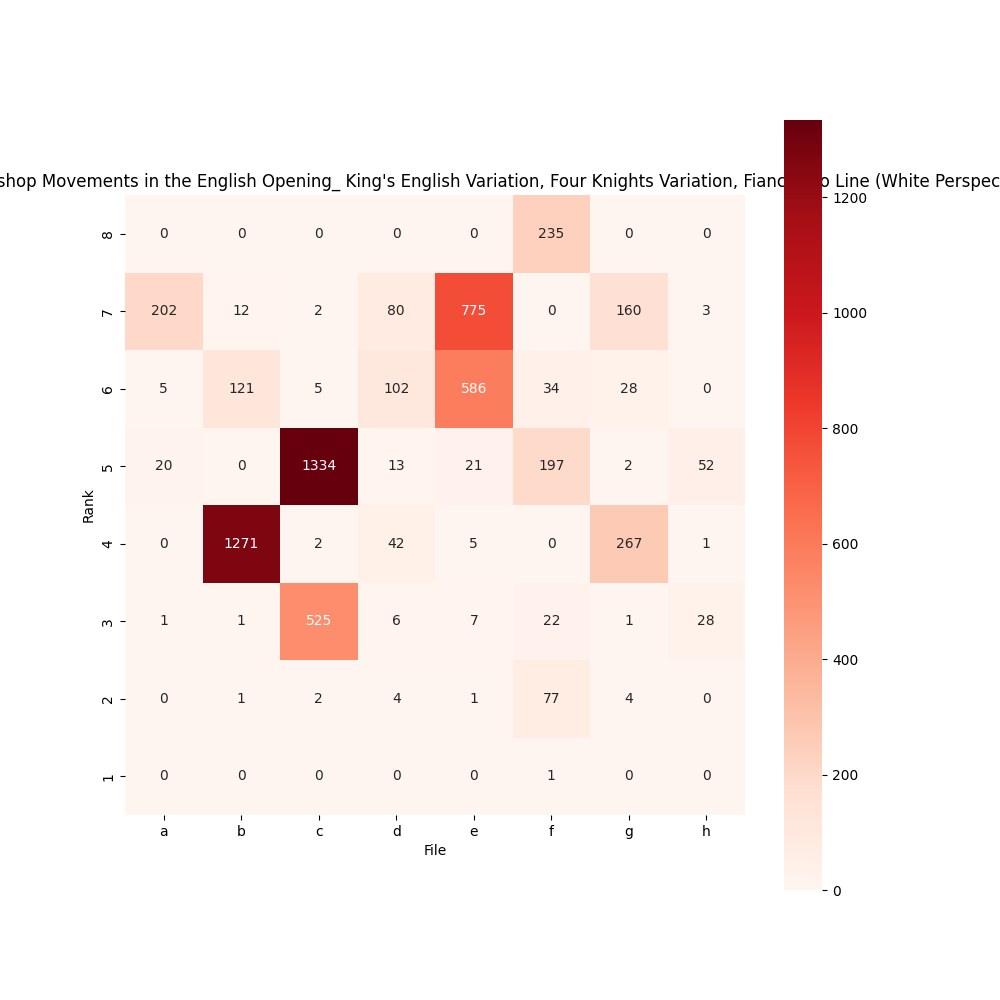 shop Movements in the English Opening_ King's English Variation, Four Knights Variation, Fianc o Line (White Perspec
8 0 0 0 0 0 235 0 0
7 202 12 2 80 775 0 160 3
6 5 121 5 102 586 34 28 0
5 20 0 1334 13 21 197 2 52
4 0 1271 2 42 5 0 267 1
3 1 1 525 6 7 22 1 28
2 0 1 2 4 1 77 4 0
1 0 0 0 0 0 1 0 0
a b c d e f g h
File
Rank
1200
1000
800
600
400
200
0